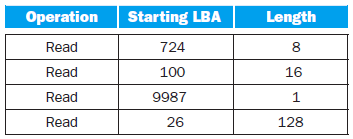 Operation Starting LBA Length
Read 724 8
Read 100 16
Read 9987 1
Read 26 128